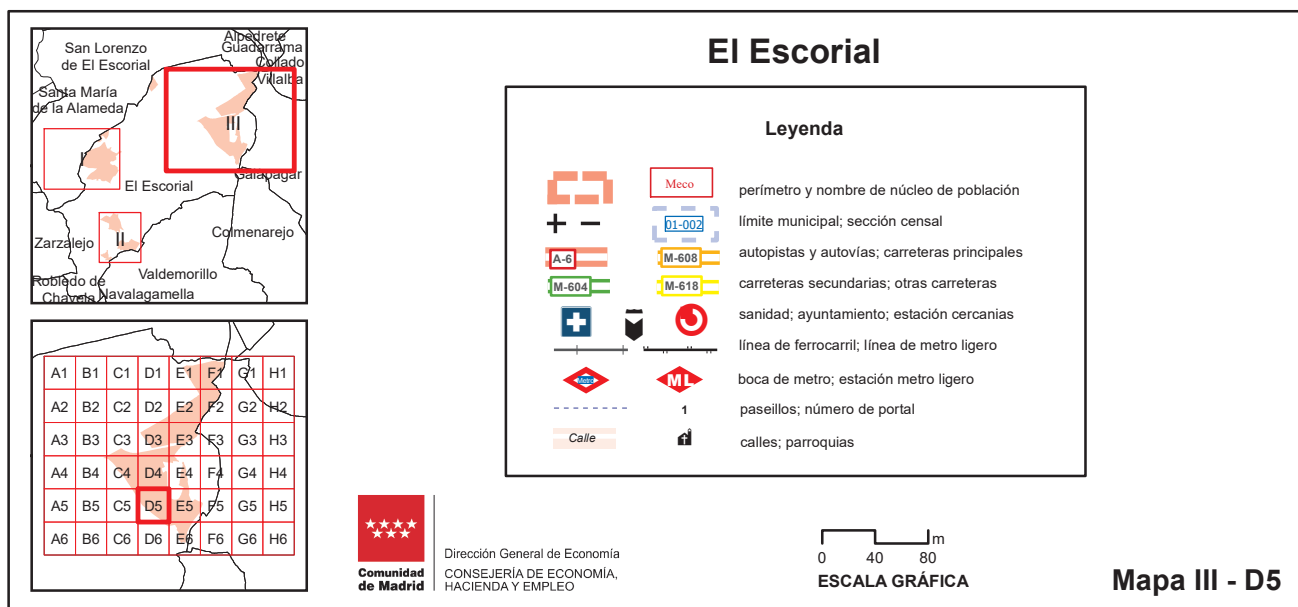 El Escorial
Alpedrete
San Lorenzo
de El Escorial
Guadarrama
Collado
Villalba
Santa María
de la Alameda
III
I
Galapagar
El Escorial
II
Colmenarejo
Zarzalejo
Valdemorillo
Robledo de
Chavela
Navalagamella
Leyenda
Meco
perímetro y nombre de núcleo de población
01-002
límite municipal; sección censal
A-6
M-608
autopistas y autovías; carreteras principales
M-604
M-618
carreteras secundarias; otras carreteras
sanidad; ayuntamiento; estación cercanias
línea de ferrocarril; línea de metro ligero
Metro
ML
boca de metro; estación metro ligero
1
paseillos; número de portal
Calle
calles; parroquias
A1 B1 C1 D1 E1 F1 G1 H1
A2 B2 C2 D2 E2 F2 G2 H2
A3 B3 C3 D3 E3 F3 G3 H3
A4 B4 C4 D4 E4 F4 G4 H4
A5 B5 C5 D5 E5 F5 G5 H5
A6 B6 C6 D6 E6 F6 G6 H6
Comunidad
de Madrid
Dirección General de Economía
CONSEJERÍA DE ECONOMÍA,
HACIENDA Y EMPLEO
m
0 40 80
ESCALA GRÁFICA
Mapa III - D5